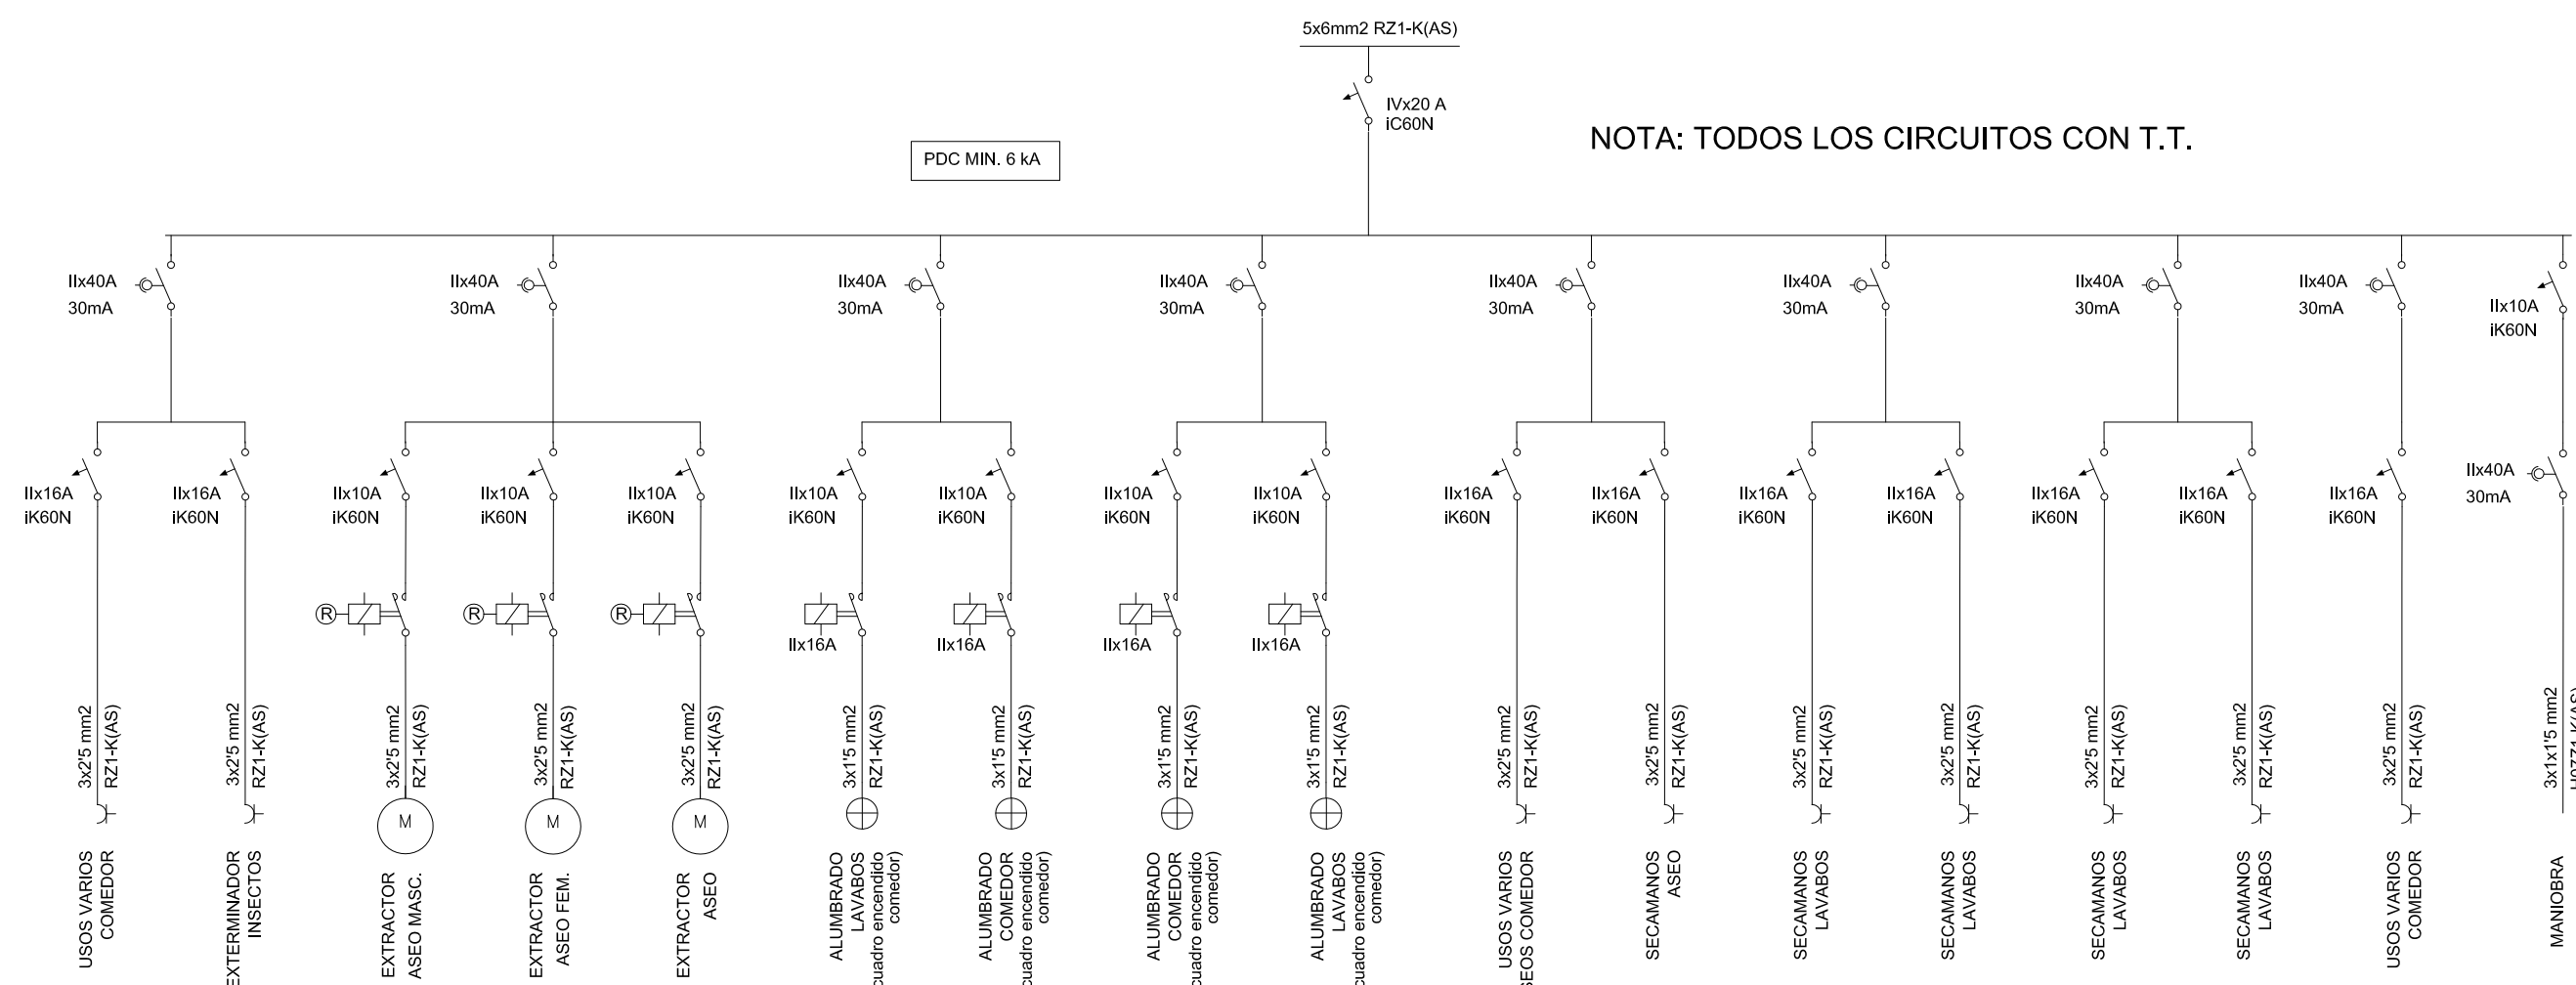 5x6mm2 RZ1-K(AS)
IVx20 A
iC60N
PDC MIN. 6 kA
NOTA: TODOS LOS CIRCUITOS CON T.T.
IIx40A
30mA
IIx40A
30mA
IIx40A
30mA
IIx40A
30mA
IIx40A
30mA
IIx40A
30mA
IIx40A
30mA
IIx40A
30mA
IIx10A
iK60N
IIx16A
iK60N
IIx16A
iK60N
IIx10A
iK60N
IIx10A
iK60N
IIx10A
iK60N
IIx10A
iK60N
IIx10A
iK60N
IIx10A
iK60N
IIx10A
iK60N
IIx16A
iK60N
IIx16A
iK60N
IIx16A
iK60N
IIx16A
iK60N
IIx16A
iK60N
IIx16A
iK60N
IIx16A
iK60N
IIx40A
30mA
R
R
R
IIx16A
IIx16A
IIx16A
IIx16A
3x2'5 mm2
RZ1-K(AS)
3x2'5 mm2
RZ1-K(AS)
3x2'5 mm2
RZ1-K(AS)
3x2'5 mm2
RZ1-K(AS)
3x2'5 mm2
RZ1-K(AS)
3x1'5 mm2
RZ1-K(AS)
3x1'5 mm2
RZ1-K(AS)
3x1'5 mm2
RZ1-K(AS)
3x1'5 mm2
RZ1-K(AS)
3x2'5 mm2
RZ1-K(AS)
3x2'5 mm2
RZ1-K(AS)
3x2'5 mm2
RZ1-K(AS)
3x2'5 mm2
RZ1-K(AS)
3x2'5 mm2
RZ1-K(AS)
3x2'5 mm2
RZ1-K(AS)
3x2'5 mm2
RZ1-K(AS)
3x1x1'5 mm2
M
M
M
USOS VARIOS
COMEDOR
EXTERMINADOR
INSECTOS
EXTRACTOR
ASEO MASC.
EXTRACTOR
ASEO FEM.
EXTRACTOR
ASEO
ALUMBRADO
LAVABOS
cuadro encendido
comedor)
ALUMBRADO
COMEDOR
cuadro encendido
comedor)
ALUMBRADO
COMEDOR
cuadro encendido
comedor)
ALUMBRADO
LAVABOS
cuadro encendido
comedor)
USOS VARIOS
COMEDOR
SECAMANOS
ASEO
SECAMANOS
LAVABOS
SECAMANOS
LAVABOS
SECAMANOS
LAVABOS
SECAMANOS
LAVABOS
USOS VARIOS
COMEDOR
MANIOBRA